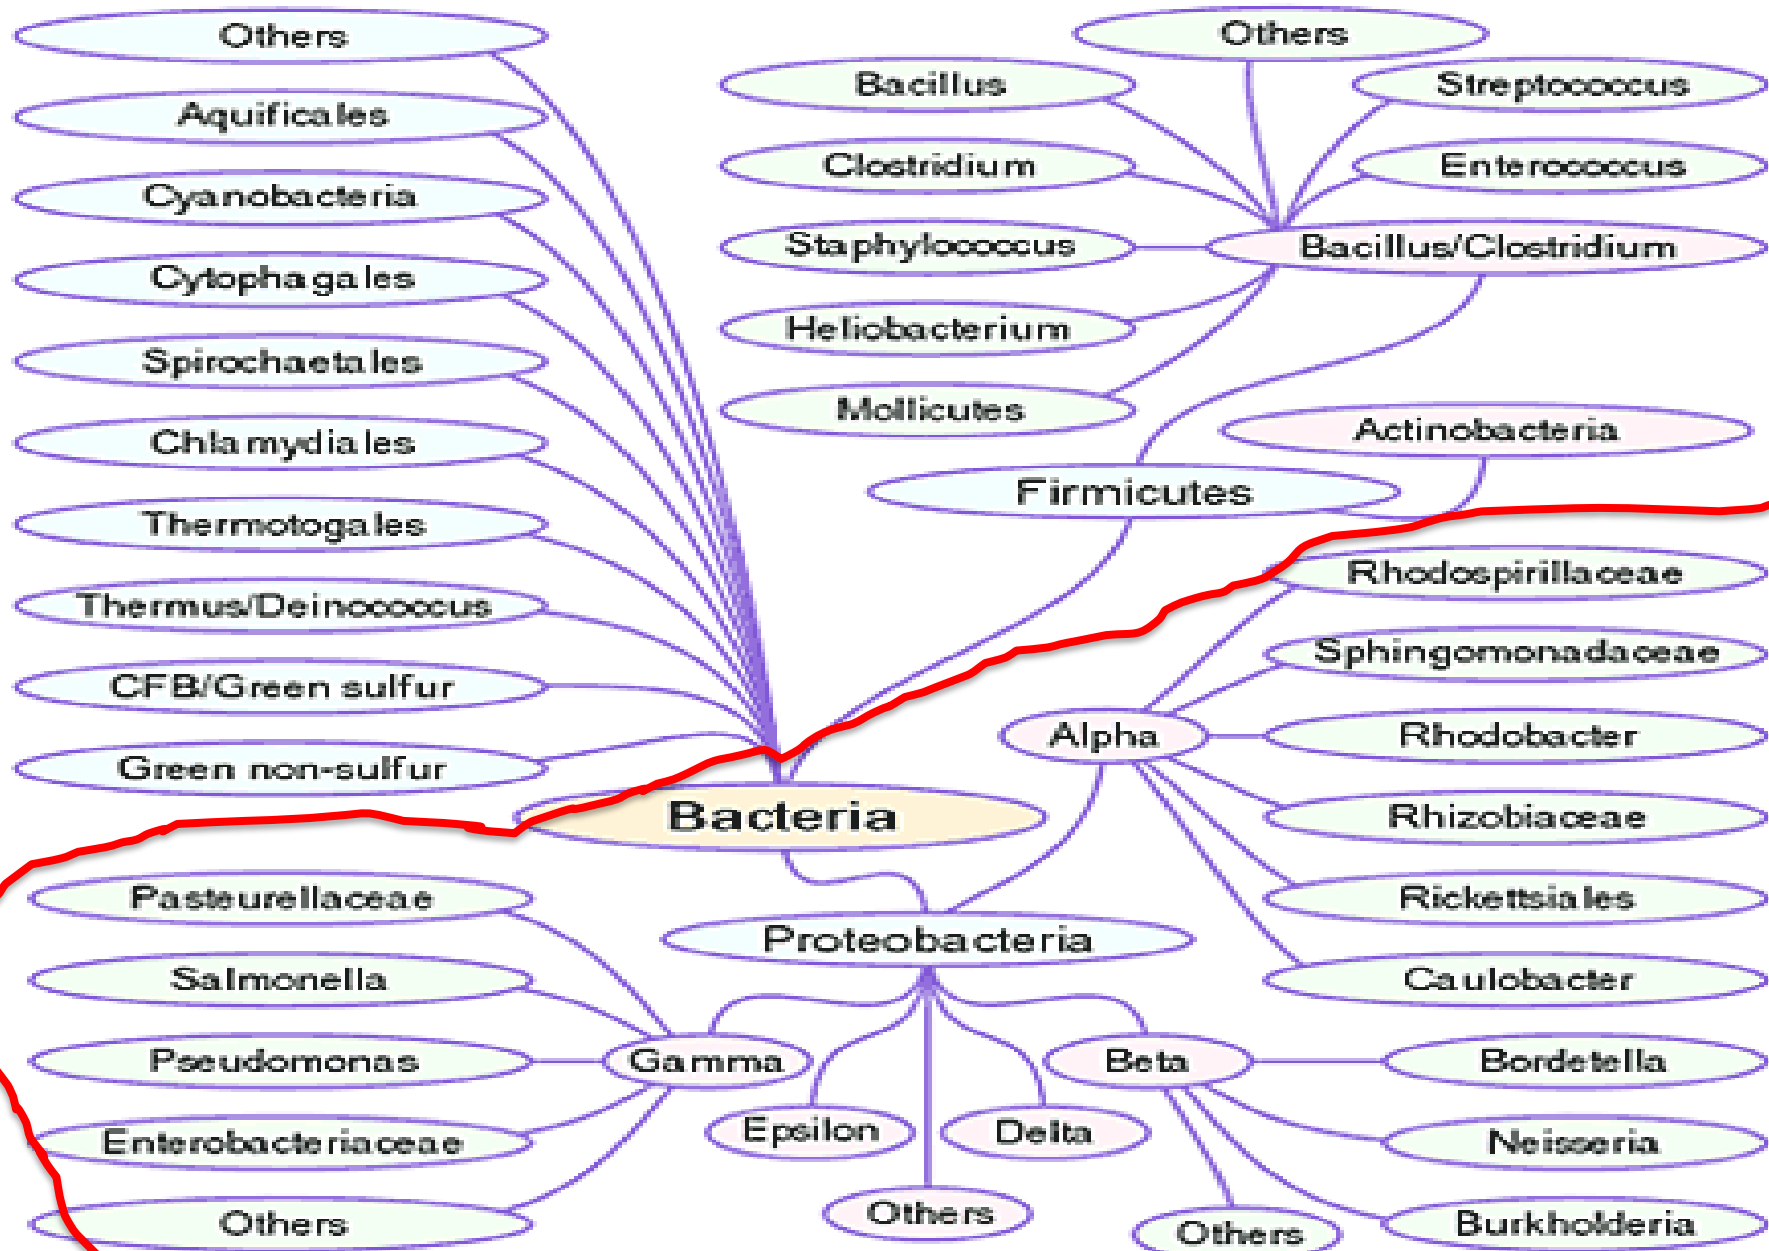 Others
Aquificales
Cyanobacteria
Cytophagales
Spirochaetales
Chlamydiales
Thermotogales
Thermus/Deinococcus
CFB/Green sulfur
Green non-sulfur
Others
Bacillus
Streptococcus
Clostridium
Enterococcus
Staphylococcus
Bacillus/Clostridium
Heliobacterium
Mollicutes
Actinobacteria
Firmicutes
Rhodospirillaceae
Sphingomonadaceae
Alpha
Rhodobacter
Rhizobiaceae
Rickettsiales
Caulobacter
Bacteria
Proteobacteria
Pasteurellaceae
Salmonella
Pseudomonas
Gamma
Enterobacteriaceae
Others
Epsilon
Others
Delta
Beta
Bordetella
Neisseria
Others
Burkholderia